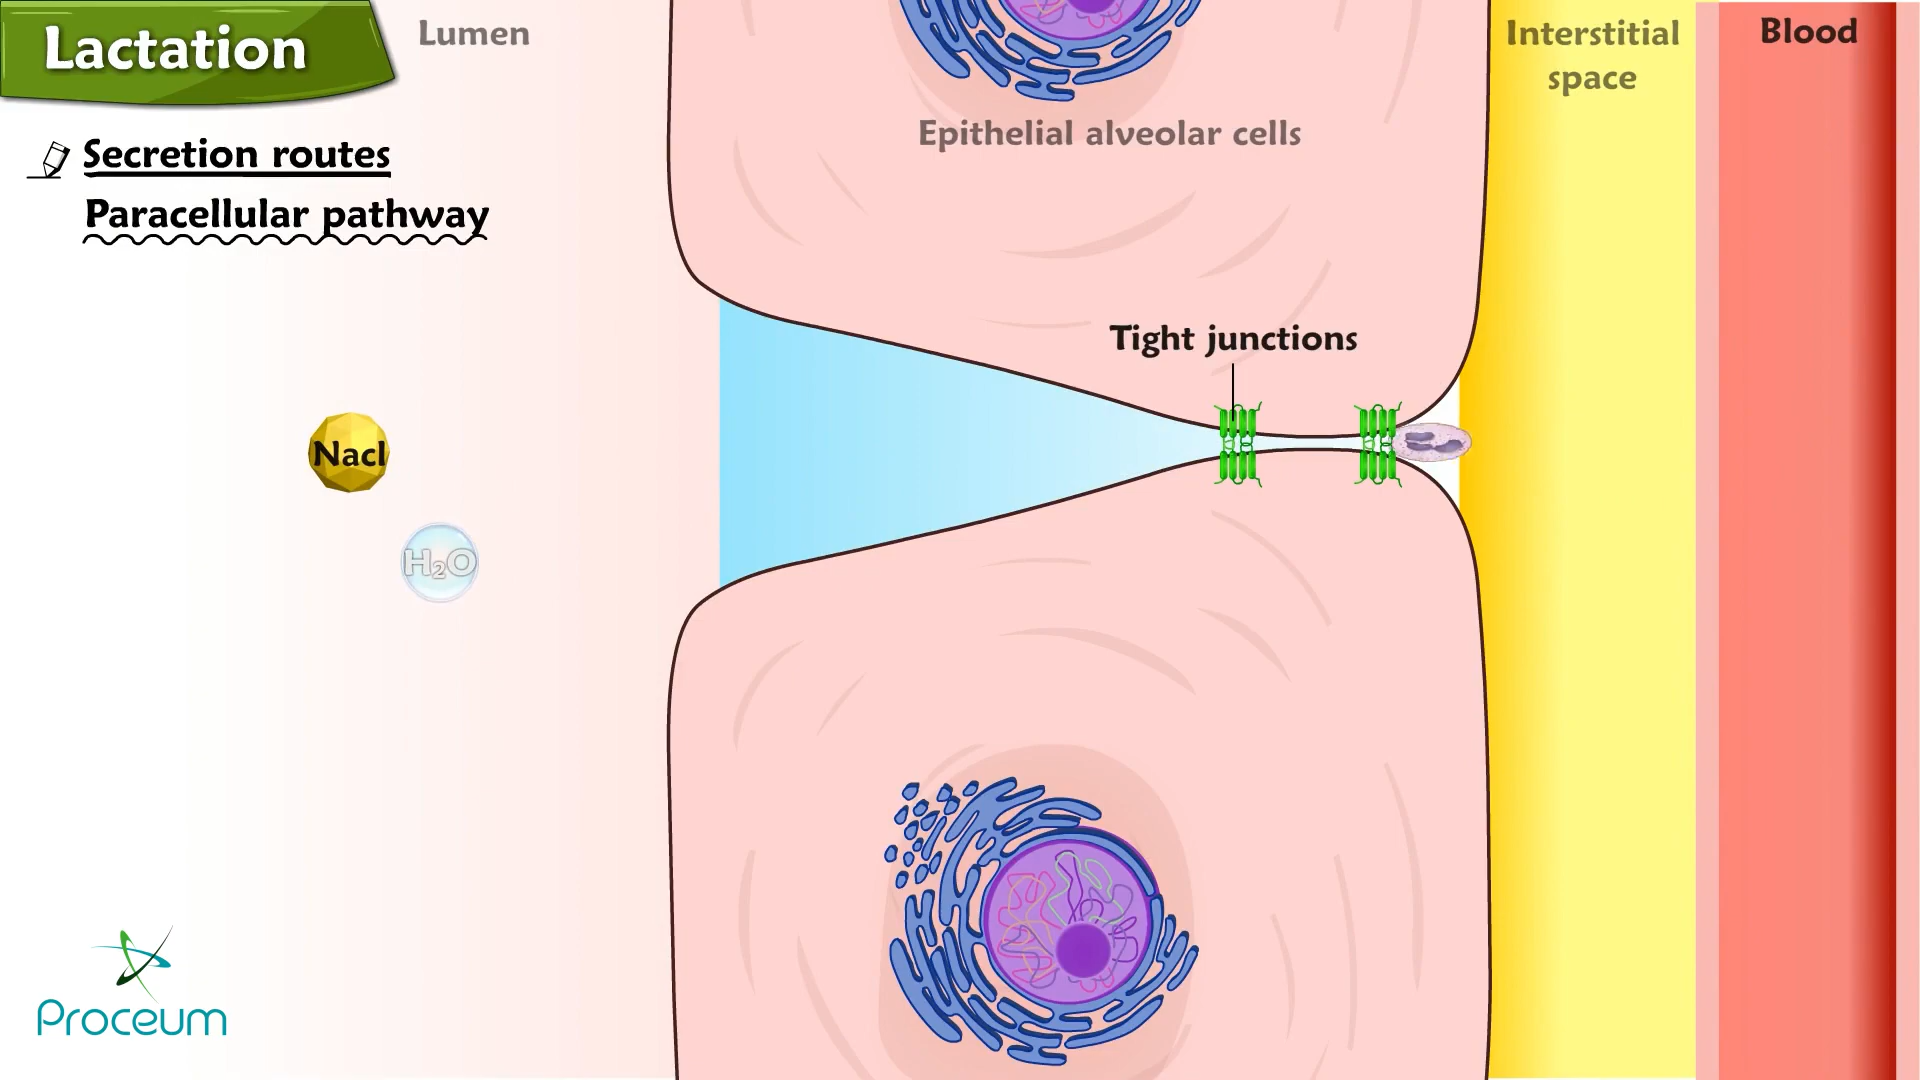 Lactation
Lumen
Interstitial
space
Blood
Secretion routes
Paracellular pathway
Epithelial alveolar cells
Tight junctions
Nacl
H₂O
Proceum